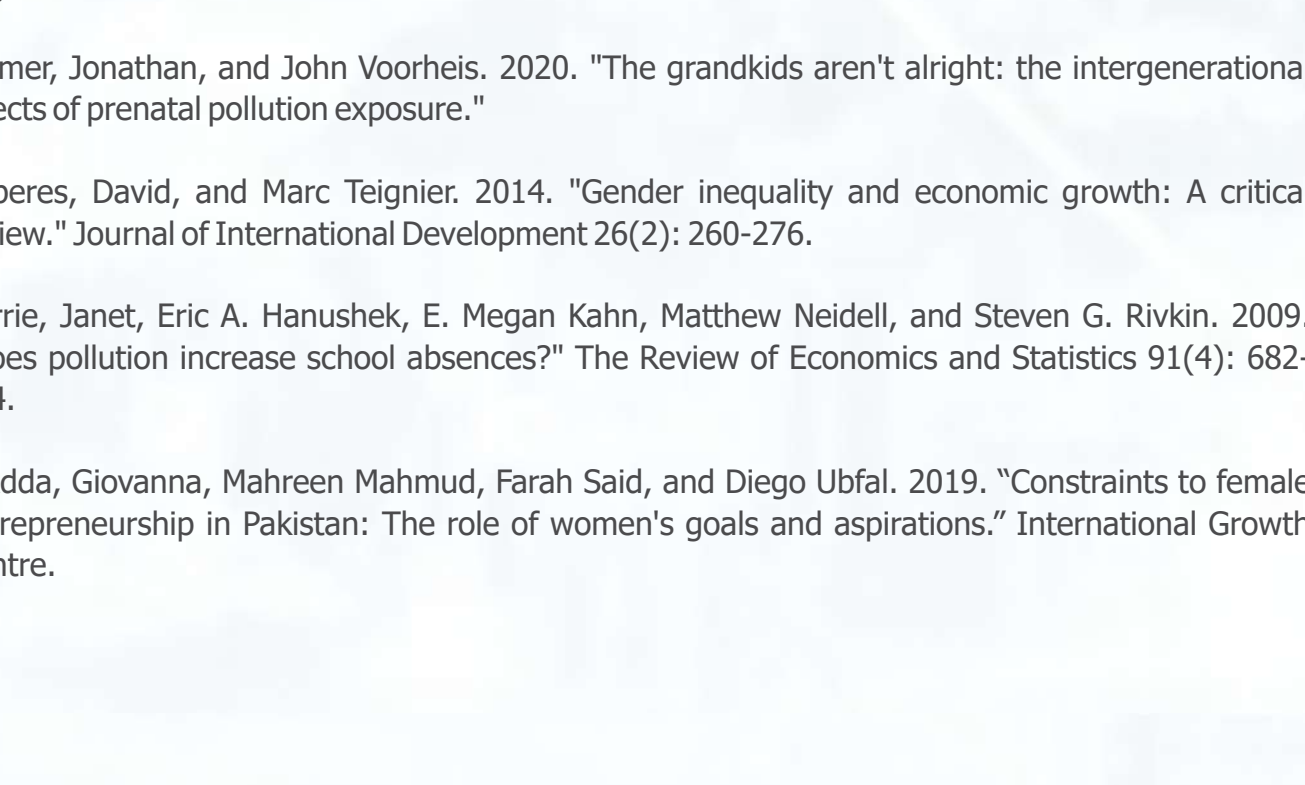 mer, Jonathan, and John Voorheis. 2020. "The grandkids aren't alright: the intergenerationa
ects of prenatal pollution exposure."
eres, David, and Marc Teignier. 2014. "Gender inequality and economic growth: A critica
iew." Journal of International Development 26(2): 260-276.
rrie, Janet, Eric A. Hanushek, E. Megan Kahn, Matthew Neidell, and Steven G. Rivkin. 2009.
oes pollution increase school absences?" The Review of Economics and Statistics 91(4): 682-
4.
dda, Giovanna, Mahreen Mahmud, Farah Said, and Diego Ubfal. 2019. “Constraints to female
repreneurship in Pakistan: The role of women's goals and aspirations.” International Growth
ntre.